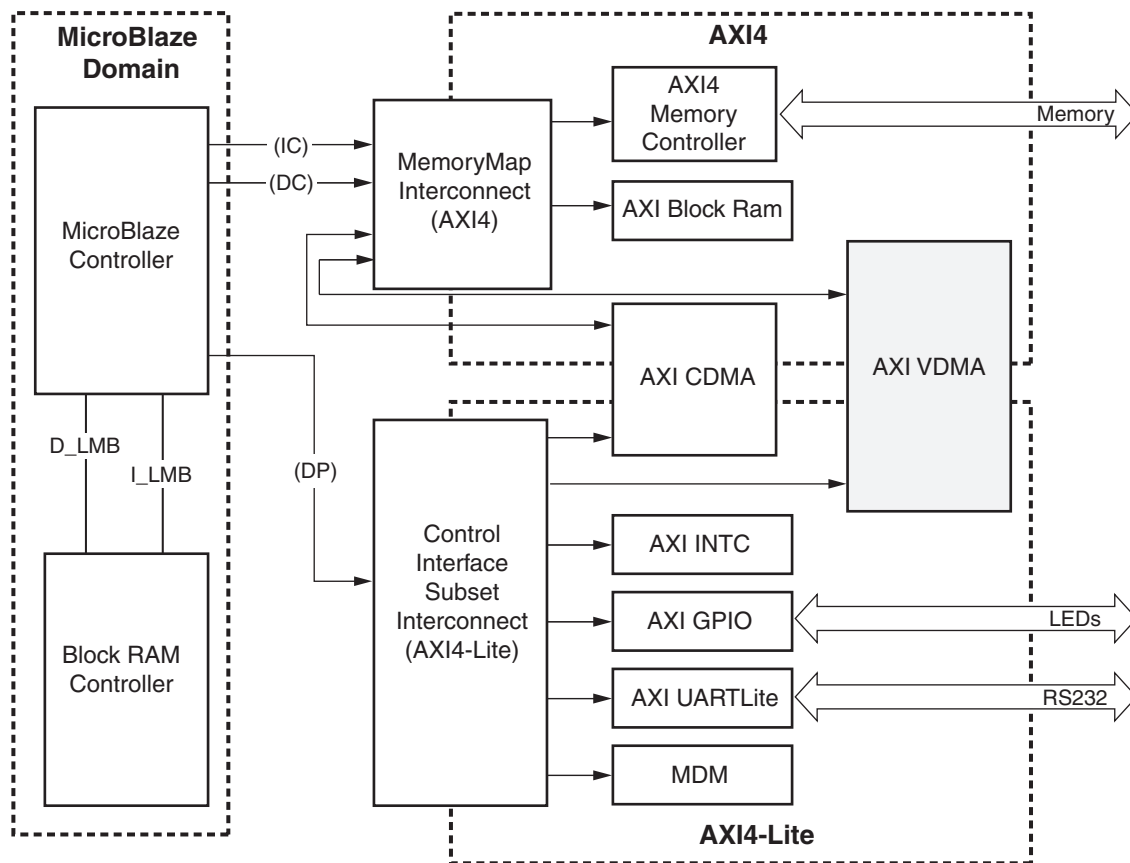 MicroBlaze
Domain
MicroBlaze
Controller
D_LMB
I_LMB
Block RAM
Controller
(IC)
(DC)
(DP)
AXI4
MemoryMap
Interconnect
(AXI4)
AXI4
Memory
Controller
Memory
AXI Block Ram
AXI CDMA
AXI VDMA
Control
Interface
Subset
Interconnect
(AXI4-Lite)
AXI INTC
AXI GPIO
LEDs
AXI UARTLite
RS232
MDM
AXI4-Lite